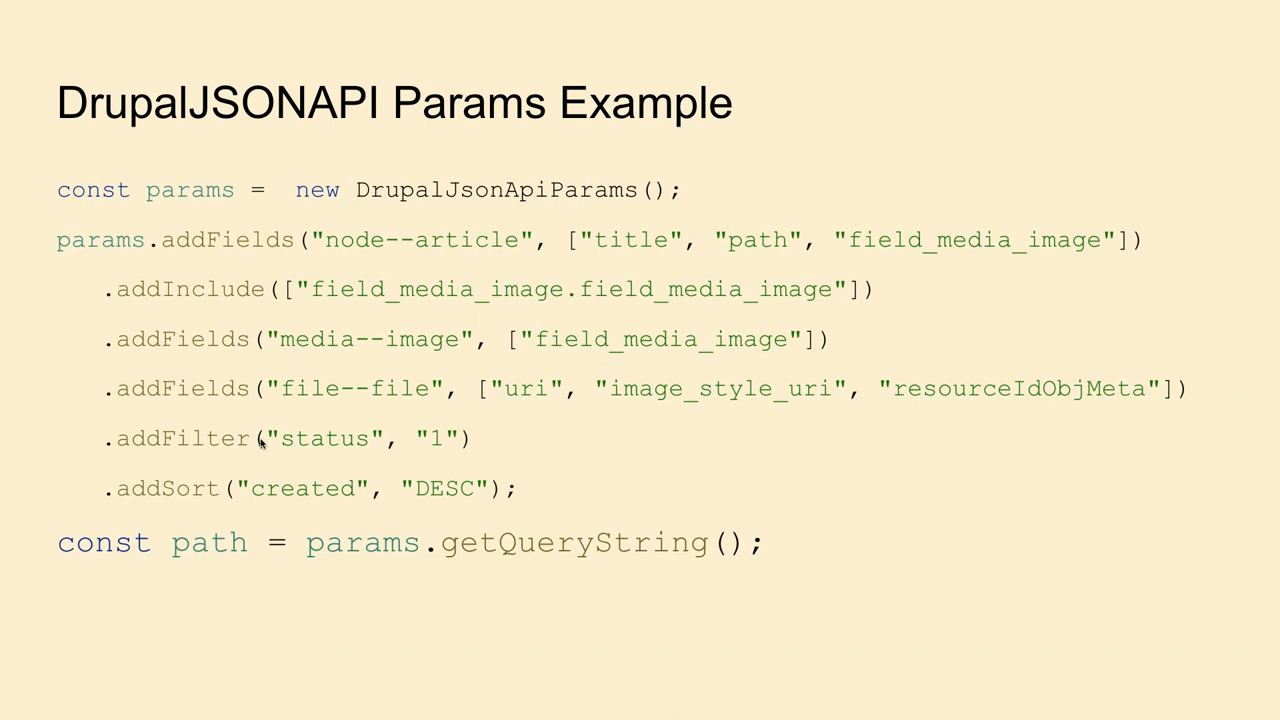 DrupalJSONAPI Params Example
const params =  new DrupalJsonApiParams();
params.addFields("node--article", ["title", "path", "field_media_image"])
.addInclude(["field_media_image.field_media_image"])
.addFields("media--image", ["field_media_image"])
.addFields("file--file", ["uri", "image_style_uri", "resourceIdObjMeta"])
.addFilter("status", "1")
.addSort("created", "DESC");
const path = params.getQueryString();